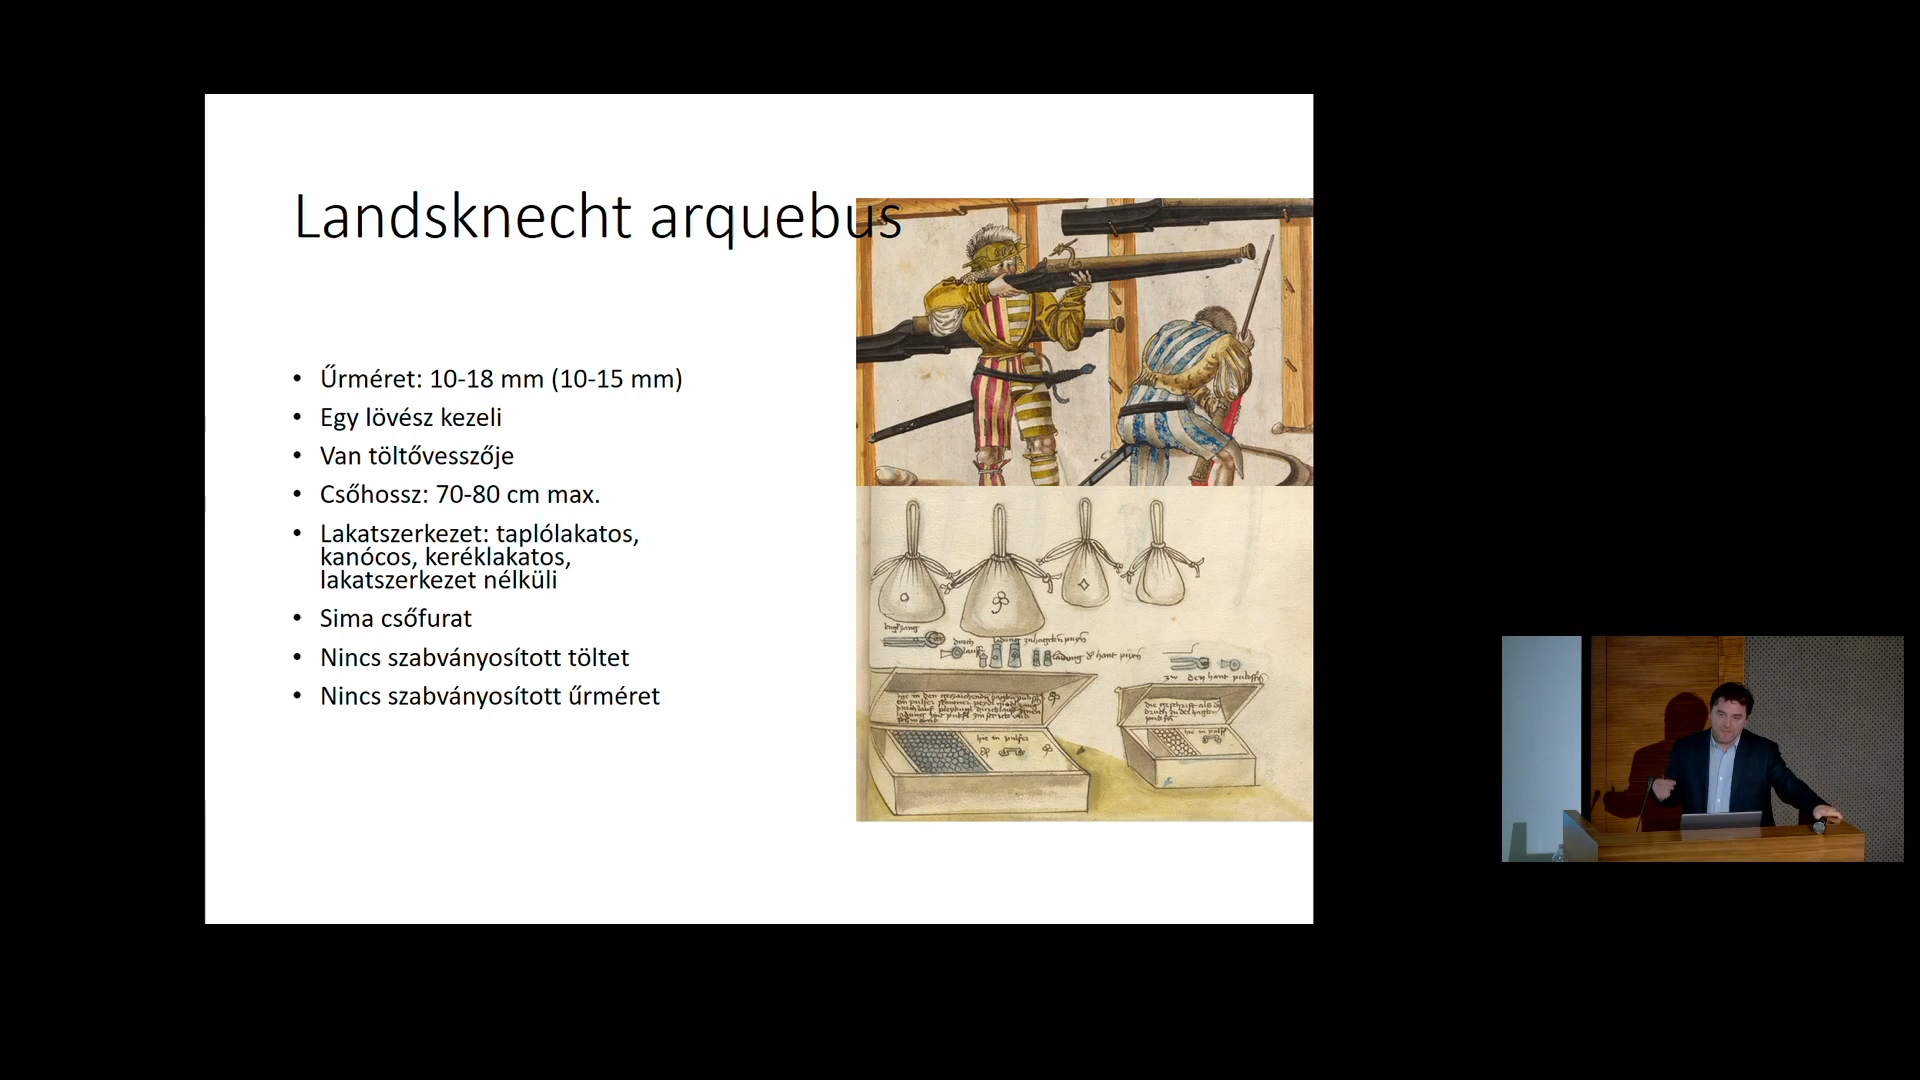 Landsknecht arquebus
• Űrméret: 10-18 mm (10-15 mm)
• Egy lövész kezeli
• Van töltővesszője
• Csőhossz: 70-80 cm max.
• Lakatszerkezet: taplólakatos,
kanócos, keréklakatos,
lakatszerkezet nélküli
• Sima csőfurat
• Nincs szabványosított töltet
• Nincs szabványosított űrméret